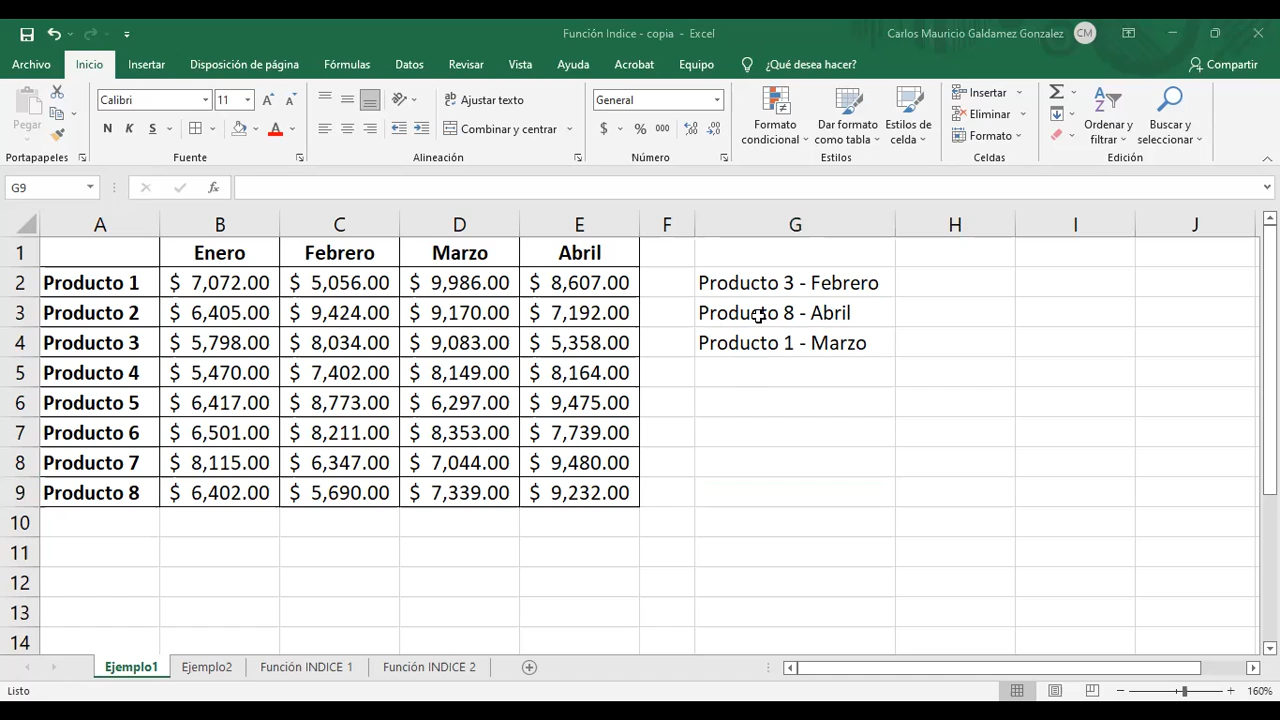 Función Indice - copia - Excel
Carlos Mauricio Galdamez Gonzalez CM
Archivo Inicio Insertar Disposición de página Fórmulas Datos Revisar Vista Ayuda Acrobat Equipo ¿Qué desea hacer? Compartir
Pegar
Calibri 11
N K S
Ajustar texto
Combinar y centrar
General
$ % 000
Formato condicional
Dar formato como tabla
Estilos de celda
Insertar
Eliminar
Formato
Ordenar y filtrar
Buscar y seleccionar
Portapapeles Fuente Alineación Número Estilos Celdas Edición
G9 fx
A B C D E F G H I J
1 Enero Febrero Marzo Abril
2 Producto 1 $ 7,072.00 $ 5,056.00 $ 9,986.00 $ 8,607.00 Producto 3 - Febrero
3 Producto 2 $ 6,405.00 $ 9,424.00 $ 9,170.00 $ 7,192.00 Producto 8 - Abril
4 Producto 3 $ 5,798.00 $ 8,034.00 $ 9,083.00 $ 5,358.00 Producto 1 - Marzo
5 Producto 4 $ 5,470.00 $ 7,402.00 $ 8,149.00 $ 8,164.00
6 Producto 5 $ 6,417.00 $ 8,773.00 $ 6,297.00 $ 9,475.00
7 Producto 6 $ 6,501.00 $ 8,211.00 $ 8,353.00 $ 7,739.00
8 Producto 7 $ 8,115.00 $ 6,347.00 $ 7,044.00 $ 9,480.00
9 Producto 8 $ 6,402.00 $ 5,690.00 $ 7,339.00 $ 9,232.00
10
11
12
13
14
Ejemplo1 Ejemplo2 Función INDICE 1 Función INDICE 2
Listo 160%